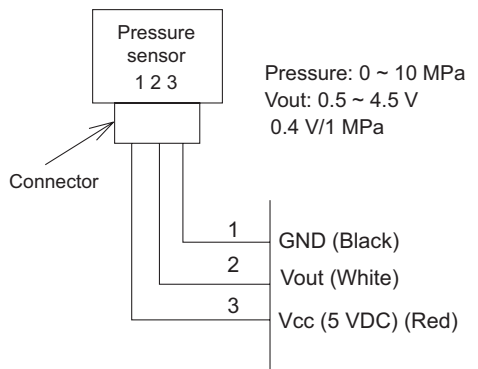 Pressure
sensor
1 2 3
Pressure: 0 ~ 10 MPa
Vout: 0.5 ~ 4.5 V
0.4 V/1 MPa
Connector
1
GND (Black)
2
Vout (White)
3
Vcc (5 VDC) (Red)